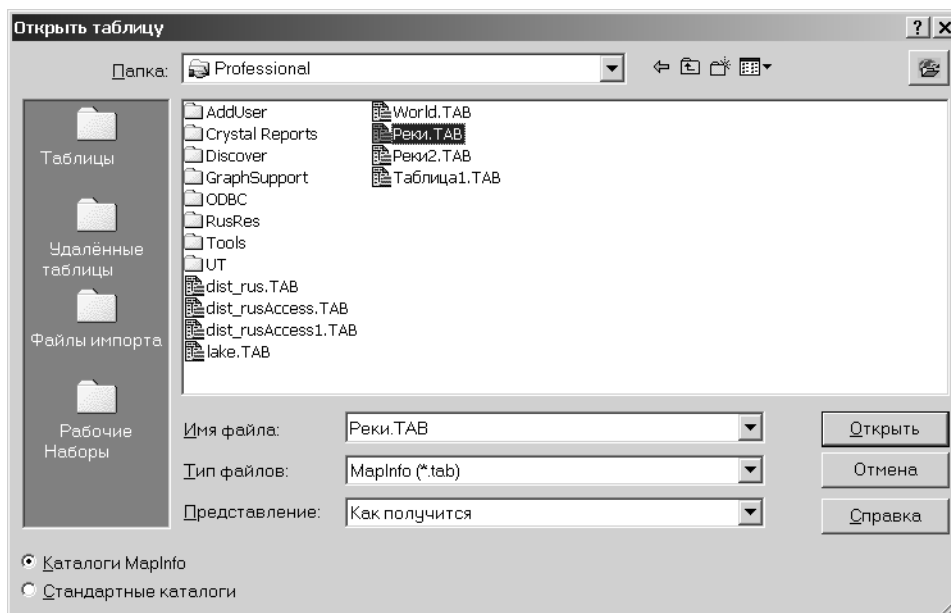 Открыть таблицу
Папка: Professional
Таблицы
Удалённые
таблицы
Файлы импорта
Рабочие
Наборы
AddUser
Crystal Reports
Discover
GraphSupport
ODBC
RusRes
Tools
UT
dist_rus.TAB
dist_rusAccess.TAB
dist_rusAccess1.TAB
lake.TAB
World.TAB
Реки.TAB
Реки2.TAB
Таблица1.TAB
Имя файла: Реки.TAB Открыть
Тип файлов: MapInfo (*.tab) Отмена
Представление: Как получится Справка
Каталоги MapInfo
Стандартные каталоги